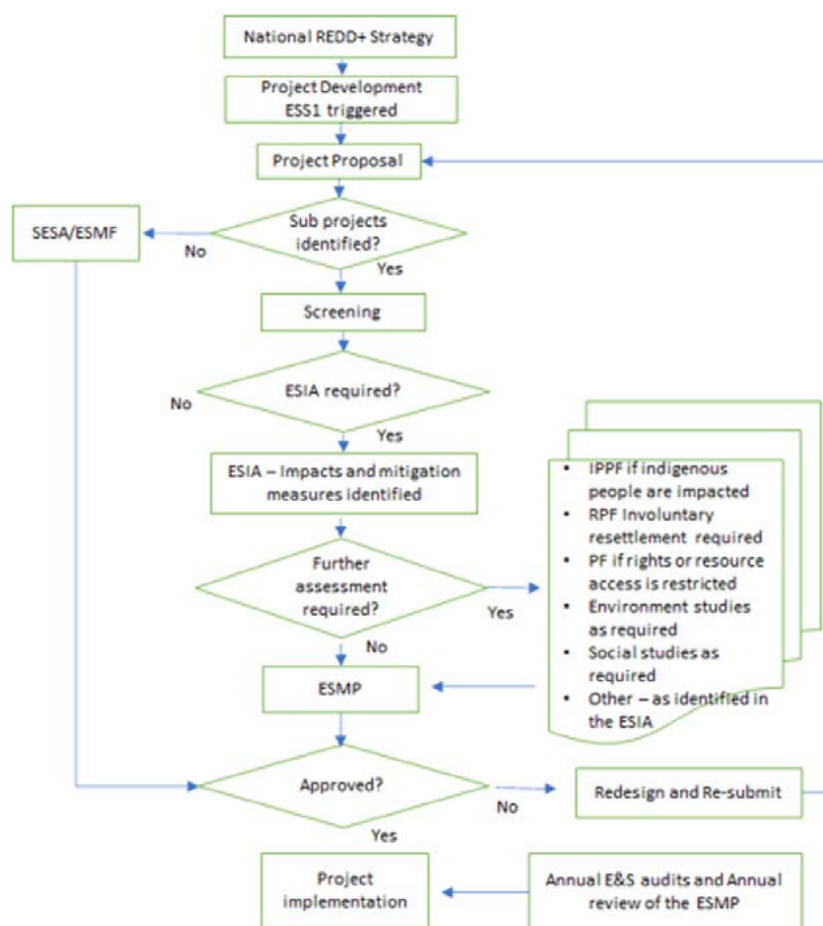 National REDD+ Strategy
Project Development
ESS1 triggered
Project Proposal
Sub projects
identified?
SESA/ESMF
No
Yes
Screening
ESIA required?
No
Yes
ESIA – Impacts and mitigation
measures identified
Further
assessment
required?
Yes
No
• IPPF if indigenous
people are impacted
• RPF Involuntary
resettlement required
• PF if rights or resource
access is restricted
• Environment studies
as required
• Social studies as
required
• Other – as identified in
the ESIA
ESMP
Approved?
No
Redesign and Re-submit
Yes
Project
implementation
Annual E&S audits and Annual
review of the ESMP